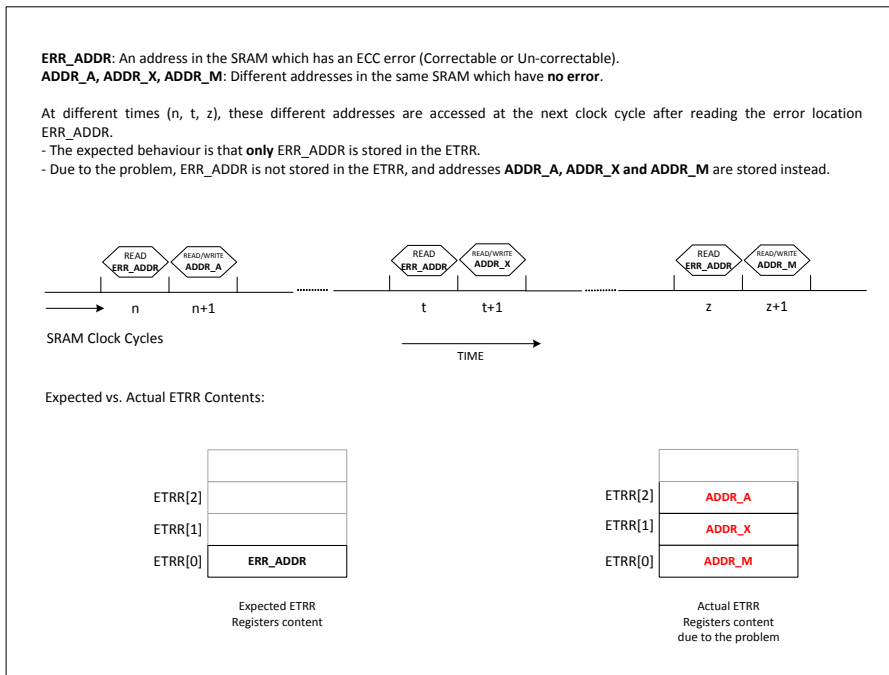 ERR_ADDR: An address in the SRAM which has an ECC error (Correctable or Un-correctable).
ADDR_A, ADDR_X, ADDR_M: Different addresses in the same SRAM which have no error.
At different times (n, t, z), these different addresses are accessed at the next clock cycle after reading the error location
ERR_ADDR.
- The expected behaviour is that only ERR_ADDR is stored in the ETRR.
- Due to the problem, ERR_ADDR is not stored in the ETRR, and addresses ADDR_A, ADDR_X and ADDR_M are stored instead.
READ READ/WRITE READ READ/WRITE READ READ/WRITE
ERR_ADDR ADDR_A ERR_ADDR ADDR_X ERR_ADDR ADDR_M
n n+1 t t+1 z z+1
SRAM Clock Cycles
TIME
Expected vs. Actual ETRR Contents:
ETRR[2]
ETRR[1]
ETRR[0] ERR_ADDR
Expected ETRR
Registers content
ETRR[2] ADDR_A
ETRR[1] ADDR_X
ETRR[0] ADDR_M
Actual ETRR
Registers content
due to the problem